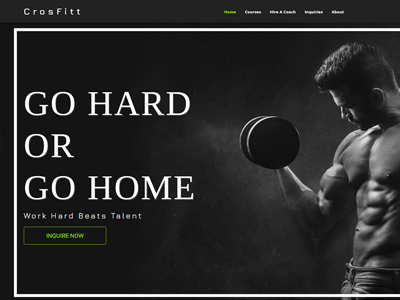 CrosFitt
Home Courses Hire A Coach Inquiries About
GO HARD
OR
GO HOME
Work Hard Beats Talent
INQUIRE NOW